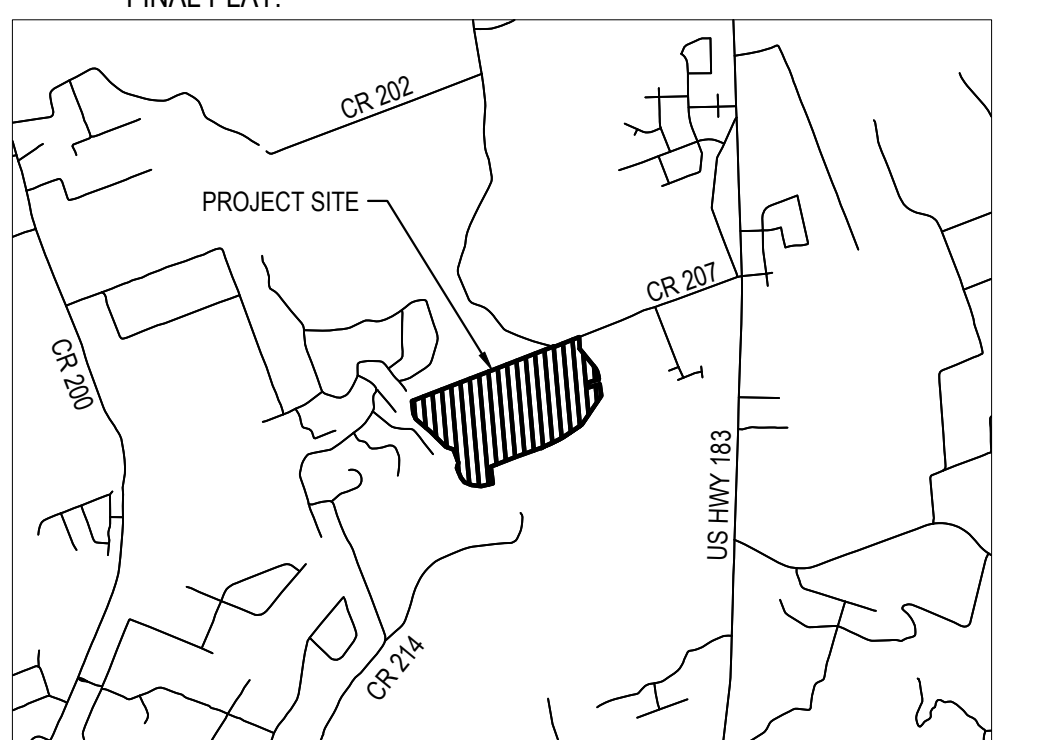 FINAL PLAT.
CR 202
PROJECT SITE
CR 207
CR 200
US HWY 183
CR 214